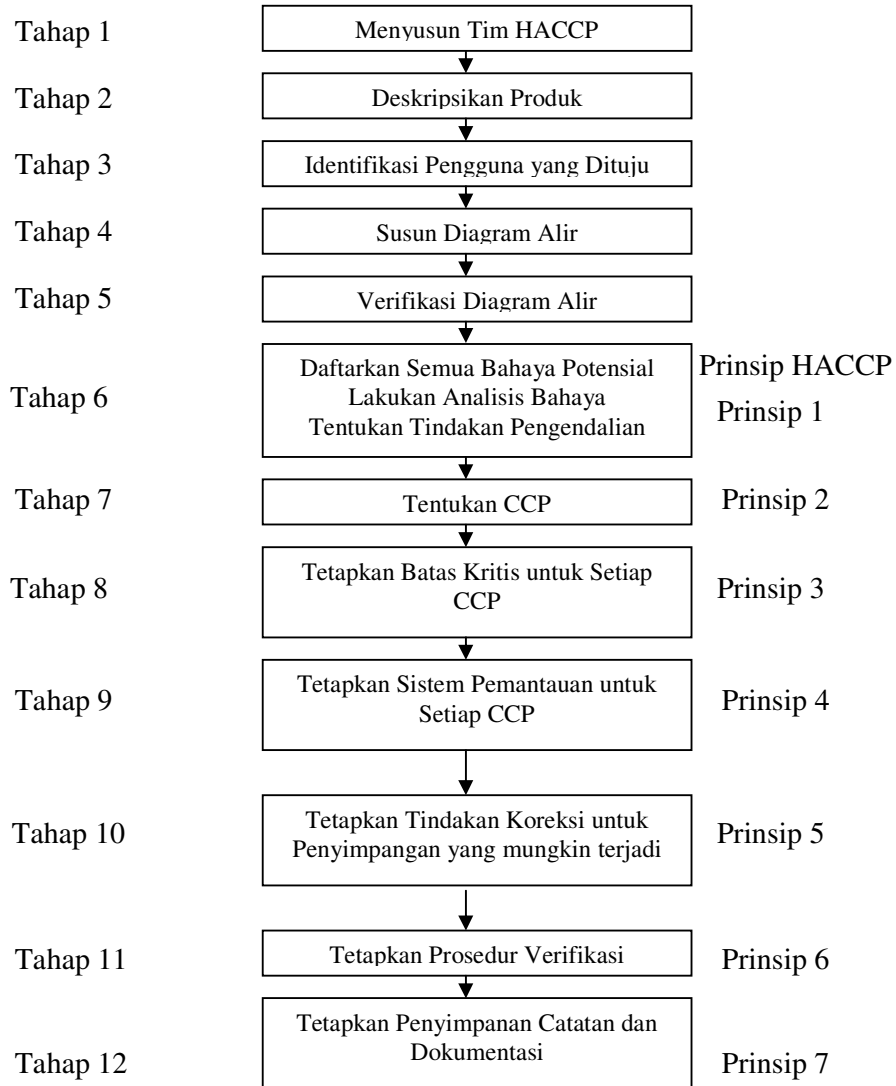 Tahap 1
Menyusun Tim HACCP
Tahap 2
Deskripsikan Produk
Tahap 3
Identifikasi Pengguna yang Dituju
Tahap 4
Susun Diagram Alir
Tahap 5
Verifikasi Diagram Alir
Prinsip HACCP
Tahap 6
Daftarkan Semua Bahaya Potensial
Lakukan Analisis Bahaya
Tentukan Tindakan Pengendalian
Prinsip 1
Tahap 7
Tentukan CCP
Prinsip 2
Tahap 8
Tetapkan Batas Kritis untuk Setiap
CCP
Prinsip 3
Tahap 9
Tetapkan Sistem Pemantauan untuk
Setiap CCP
Prinsip 4
Tahap 10
Tetapkan Tindakan Koreksi untuk
Penyimpangan yang mungkin terjadi
Prinsip 5
Tahap 11
Tetapkan Prosedur Verifikasi
Prinsip 6
Tahap 12
Tetapkan Penyimpanan Catatan dan
Dokumentasi
Prinsip 7